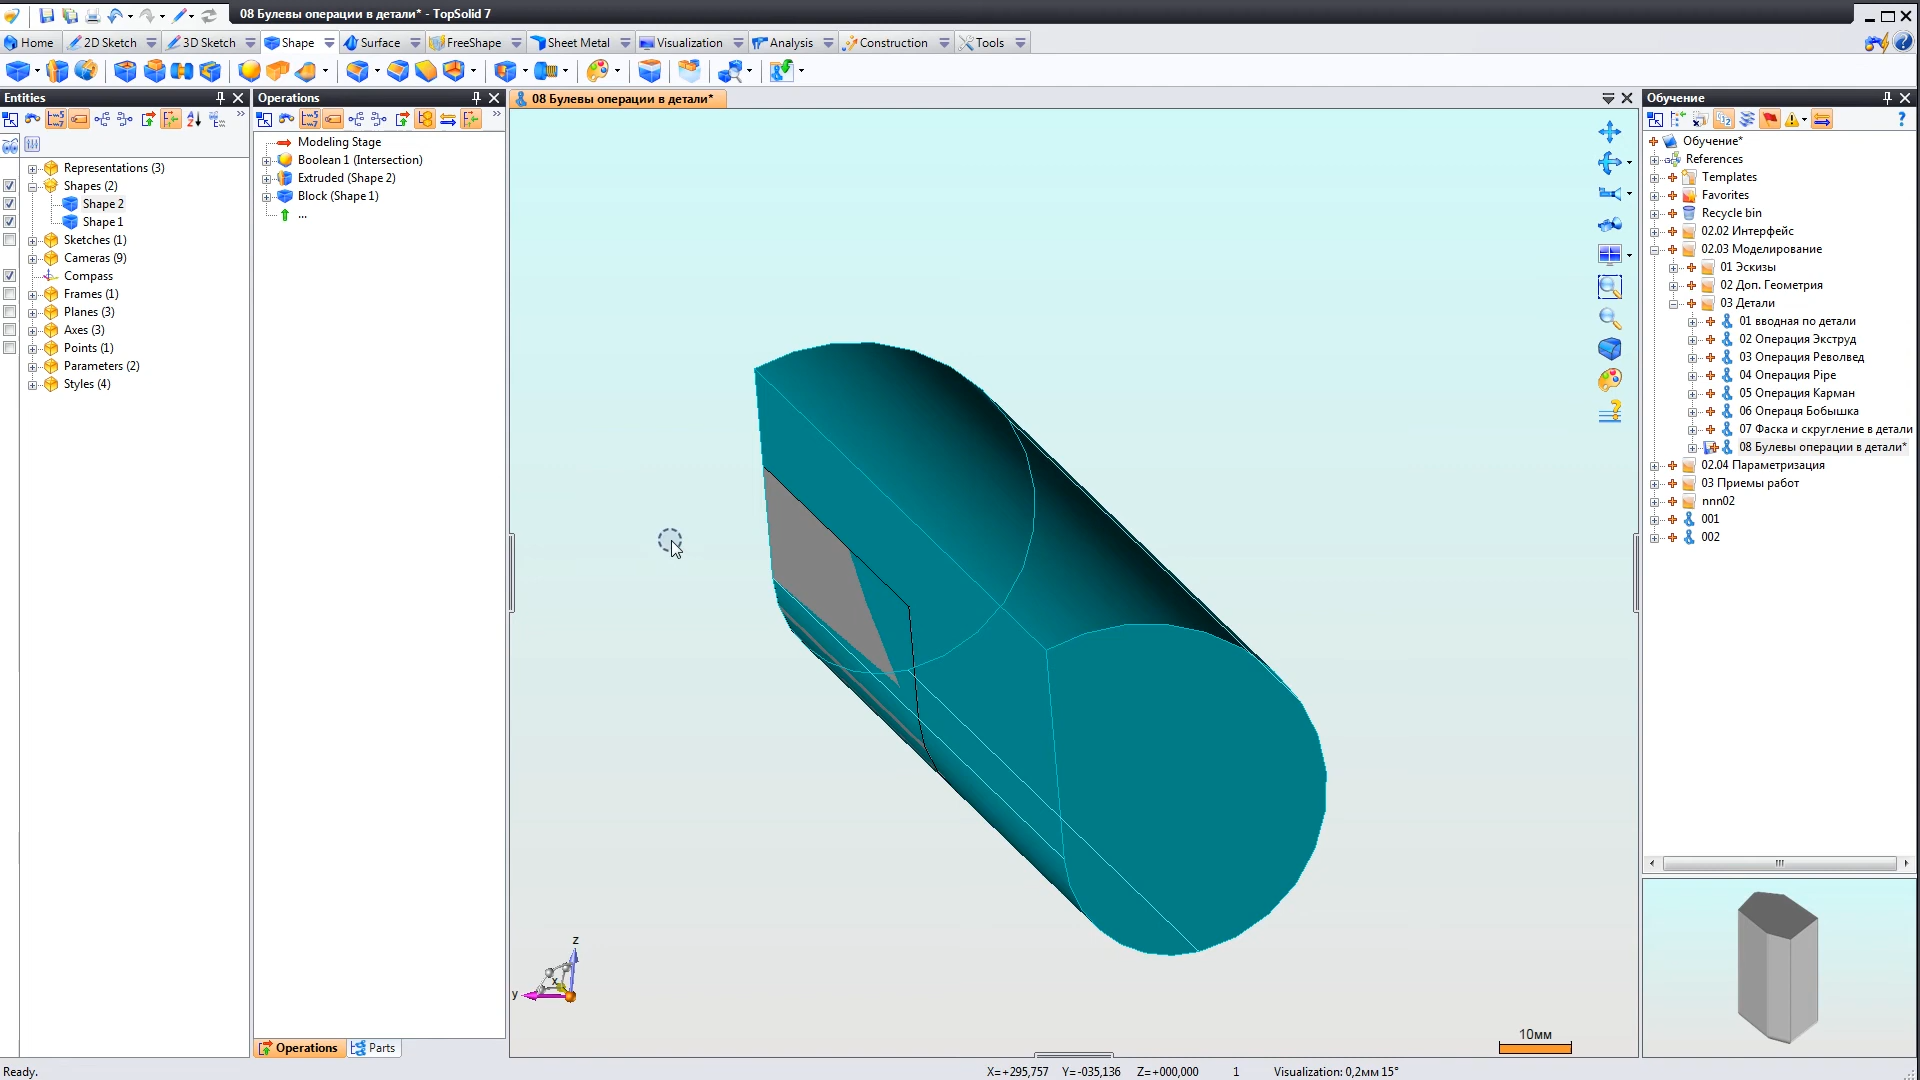 08 Булевы операции в детали* - TopSolid 7
Home 2D Sketch 3D Sketch Shape Surface FreeShape Sheet Metal Visualization Analysis Construction Tools
Entities
Representations (3)
Shapes (2)
Shape 2
Shape 1
Sketches (1)
Cameras (9)
Compass
Frames (1)
Planes (3)
Axes (3)
Points (1)
Parameters (2)
Styles (4)
Operations
Modeling Stage
Boolean 1 (Intersection)
Extruded (Shape 2)
Block (Shape 1)
...
Operations Parts
08 Булевы операции в детали*
z
x
y
10мм
Обучение
Обучение*
References
Templates
Favorites
Recycle bin
02.02 Интерфейс
02.03 Моделирование
01 Эскизы
02 Доп. Геометрия
03 Детали
01 вводная по детали
02 Операция Экструд
03 Операция Револвед
04 Операция Pipe
05 Операция Карман
06 Операця Бобышка
07 Фаска и скругление в детали
08 Булевы операции в детали*
02.04 Параметризация
03 Приемы работ
nnn02
001
002
Ready.
X=+295,757 Y=-035,136 Z=+000,000 1 Visualization: 0,2мм 15°